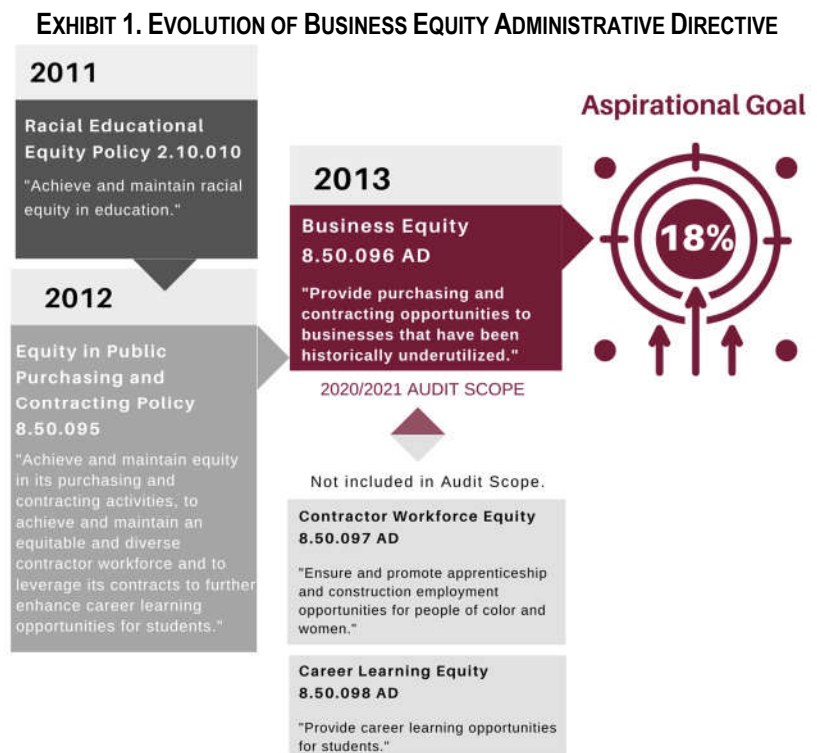 EXHIBIT 1. EVOLUTION OF BUSINESS EQUITY ADMINISTRATIVE DIRECTIVE
2011
Racial Educational
Equity Policy 2.10.010
"Achieve and maintain racial
equity in education."
2012
Equity in Public
Purchasing and
Contracting Policy
8.50.095
"Achieve and maintain equity
in its purchasing and
contracting activities, to
achieve and maintain an
equitable and diverse
contractor workforce and to
leverage its contracts to further
enhance career learning
opportunities for students."
2013
Business Equity
8.50.096 AD
"Provide purchasing and
contracting opportunities to
businesses that have been
historically underutilized."
2020/2021 AUDIT SCOPE
Not included in Audit Scope.
Contractor Workforce Equity
8.50.097 AD
"Ensure and promote apprenticeship
and construction employment
opportunities for people of color and
women."
Career Learning Equity
8.50.098 AD
"Provide career learning opportunities
for students."
Aspirational Goal
18%